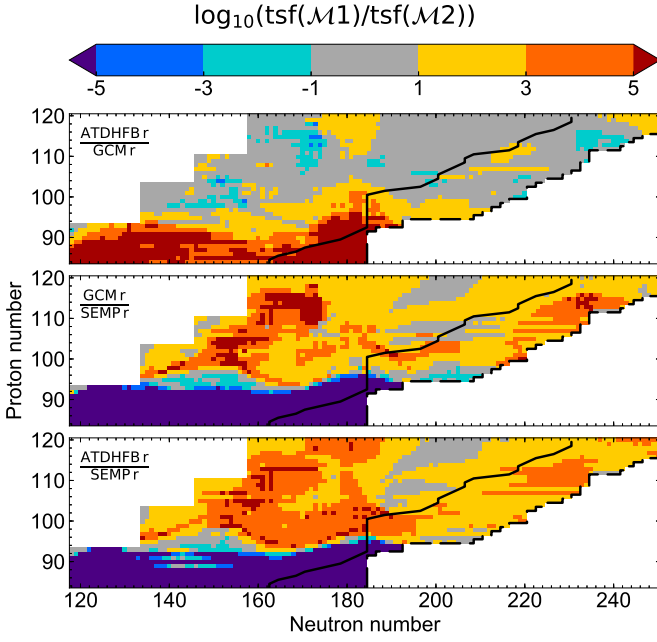 log₁₀(tsf(ℳ1)/tsf(ℳ2))
-5 -3 -1 1 3 5
120
110
100
90
ATDHFB r
GCM r
120
110
100
90
GCM r
SEMP r
Proton number
120
110
100
90
ATDHFB r
SEMP r
120 140 160 180 200 220 240
Neutron number